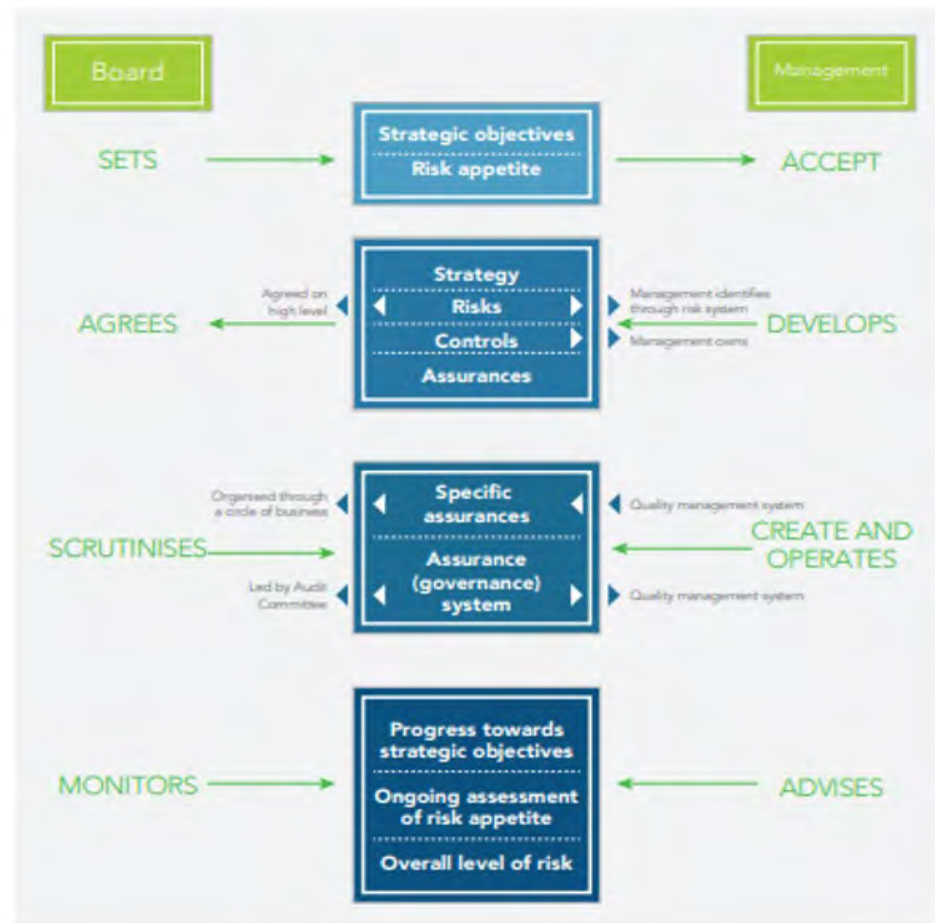 Board
Management
SETS
Strategic objectives
Risk appetite
ACCEPT
AGREES
Agreed on
high level
Strategy
Risks
Controls
Assurances
Management identifies
through risk system
Management owns
DEVELOPS
SCRUTINISES
Organised through
a circle of business
Led by Audit
Committee
Specific
assurances
Assurance
(governance)
system
Quality management system
Quality management system
CREATE AND
OPERATES
MONITORS
Progress towards
strategic objectives
Ongoing assessment
of risk appetite
Overall level of risk
ADVISES